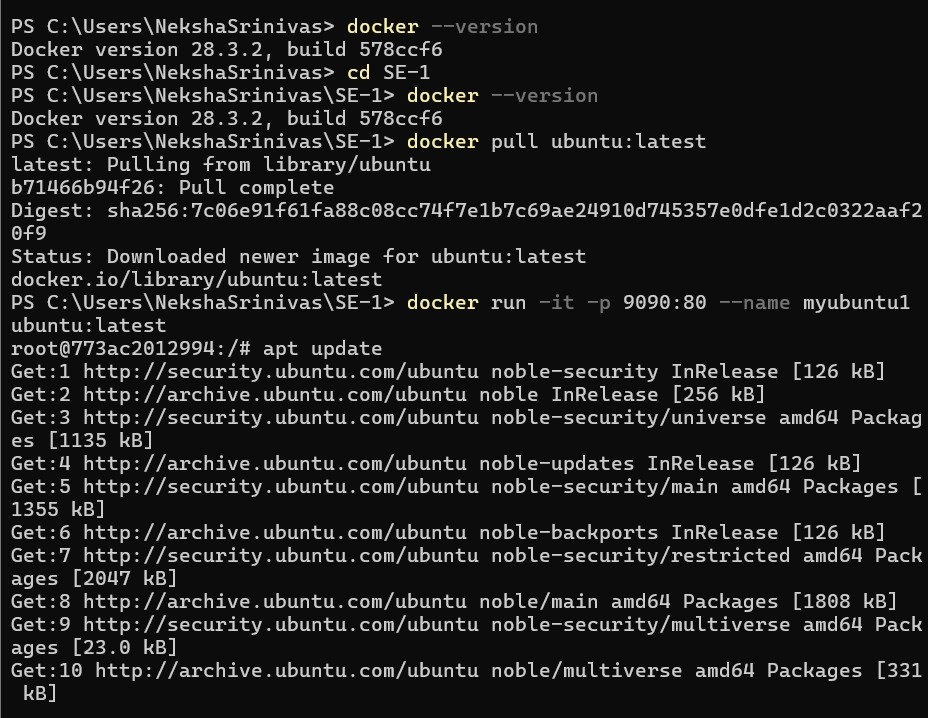 PS C:\Users\NekshaSrinivas> docker --version
Docker version 28.3.2, build 578ccf6
PS C:\Users\NekshaSrinivas> cd SE-1
PS C:\Users\NekshaSrinivas\SE-1> docker --version
Docker version 28.3.2, build 578ccf6
PS C:\Users\NekshaSrinivas\SE-1> docker pull ubuntu:latest
latest: Pulling from library/ubuntu
b71466b94f26: Pull complete
Digest: sha256:7c06e91f61fa88c08cc74f7e1b7c69ae24910d745357e0dfe1d2c0322aaf2
0f9
Status: Downloaded newer image for ubuntu:latest
docker.io/library/ubuntu:latest
PS C:\Users\NekshaSrinivas\SE-1> docker run -it -p 9090:80 --name myubuntu1
ubuntu:latest
root@773ac2012994:/# apt update
Get:1 http://security.ubuntu.com/ubuntu noble-security InRelease [126 kB]
Get:2 http://archive.ubuntu.com/ubuntu noble InRelease [256 kB]
Get:3 http://security.ubuntu.com/ubuntu noble-security/universe amd64 Packag
es [1135 kB]
Get:4 http://archive.ubuntu.com/ubuntu noble-updates InRelease [126 kB]
Get:5 http://security.ubuntu.com/ubuntu noble-security/main amd64 Packages [
1355 kB]
Get:6 http://archive.ubuntu.com/ubuntu noble-backports InRelease [126 kB]
Get:7 http://security.ubuntu.com/ubuntu noble-security/restricted amd64 Pack
ages [2047 kB]
Get:8 http://archive.ubuntu.com/ubuntu noble/main amd64 Packages [1808 kB]
Get:9 http://security.ubuntu.com/ubuntu noble-security/multiverse amd64 Pack
ages [23.0 kB]
Get:10 http://archive.ubuntu.com/ubuntu noble/multiverse amd64 Packages [331
 kB]